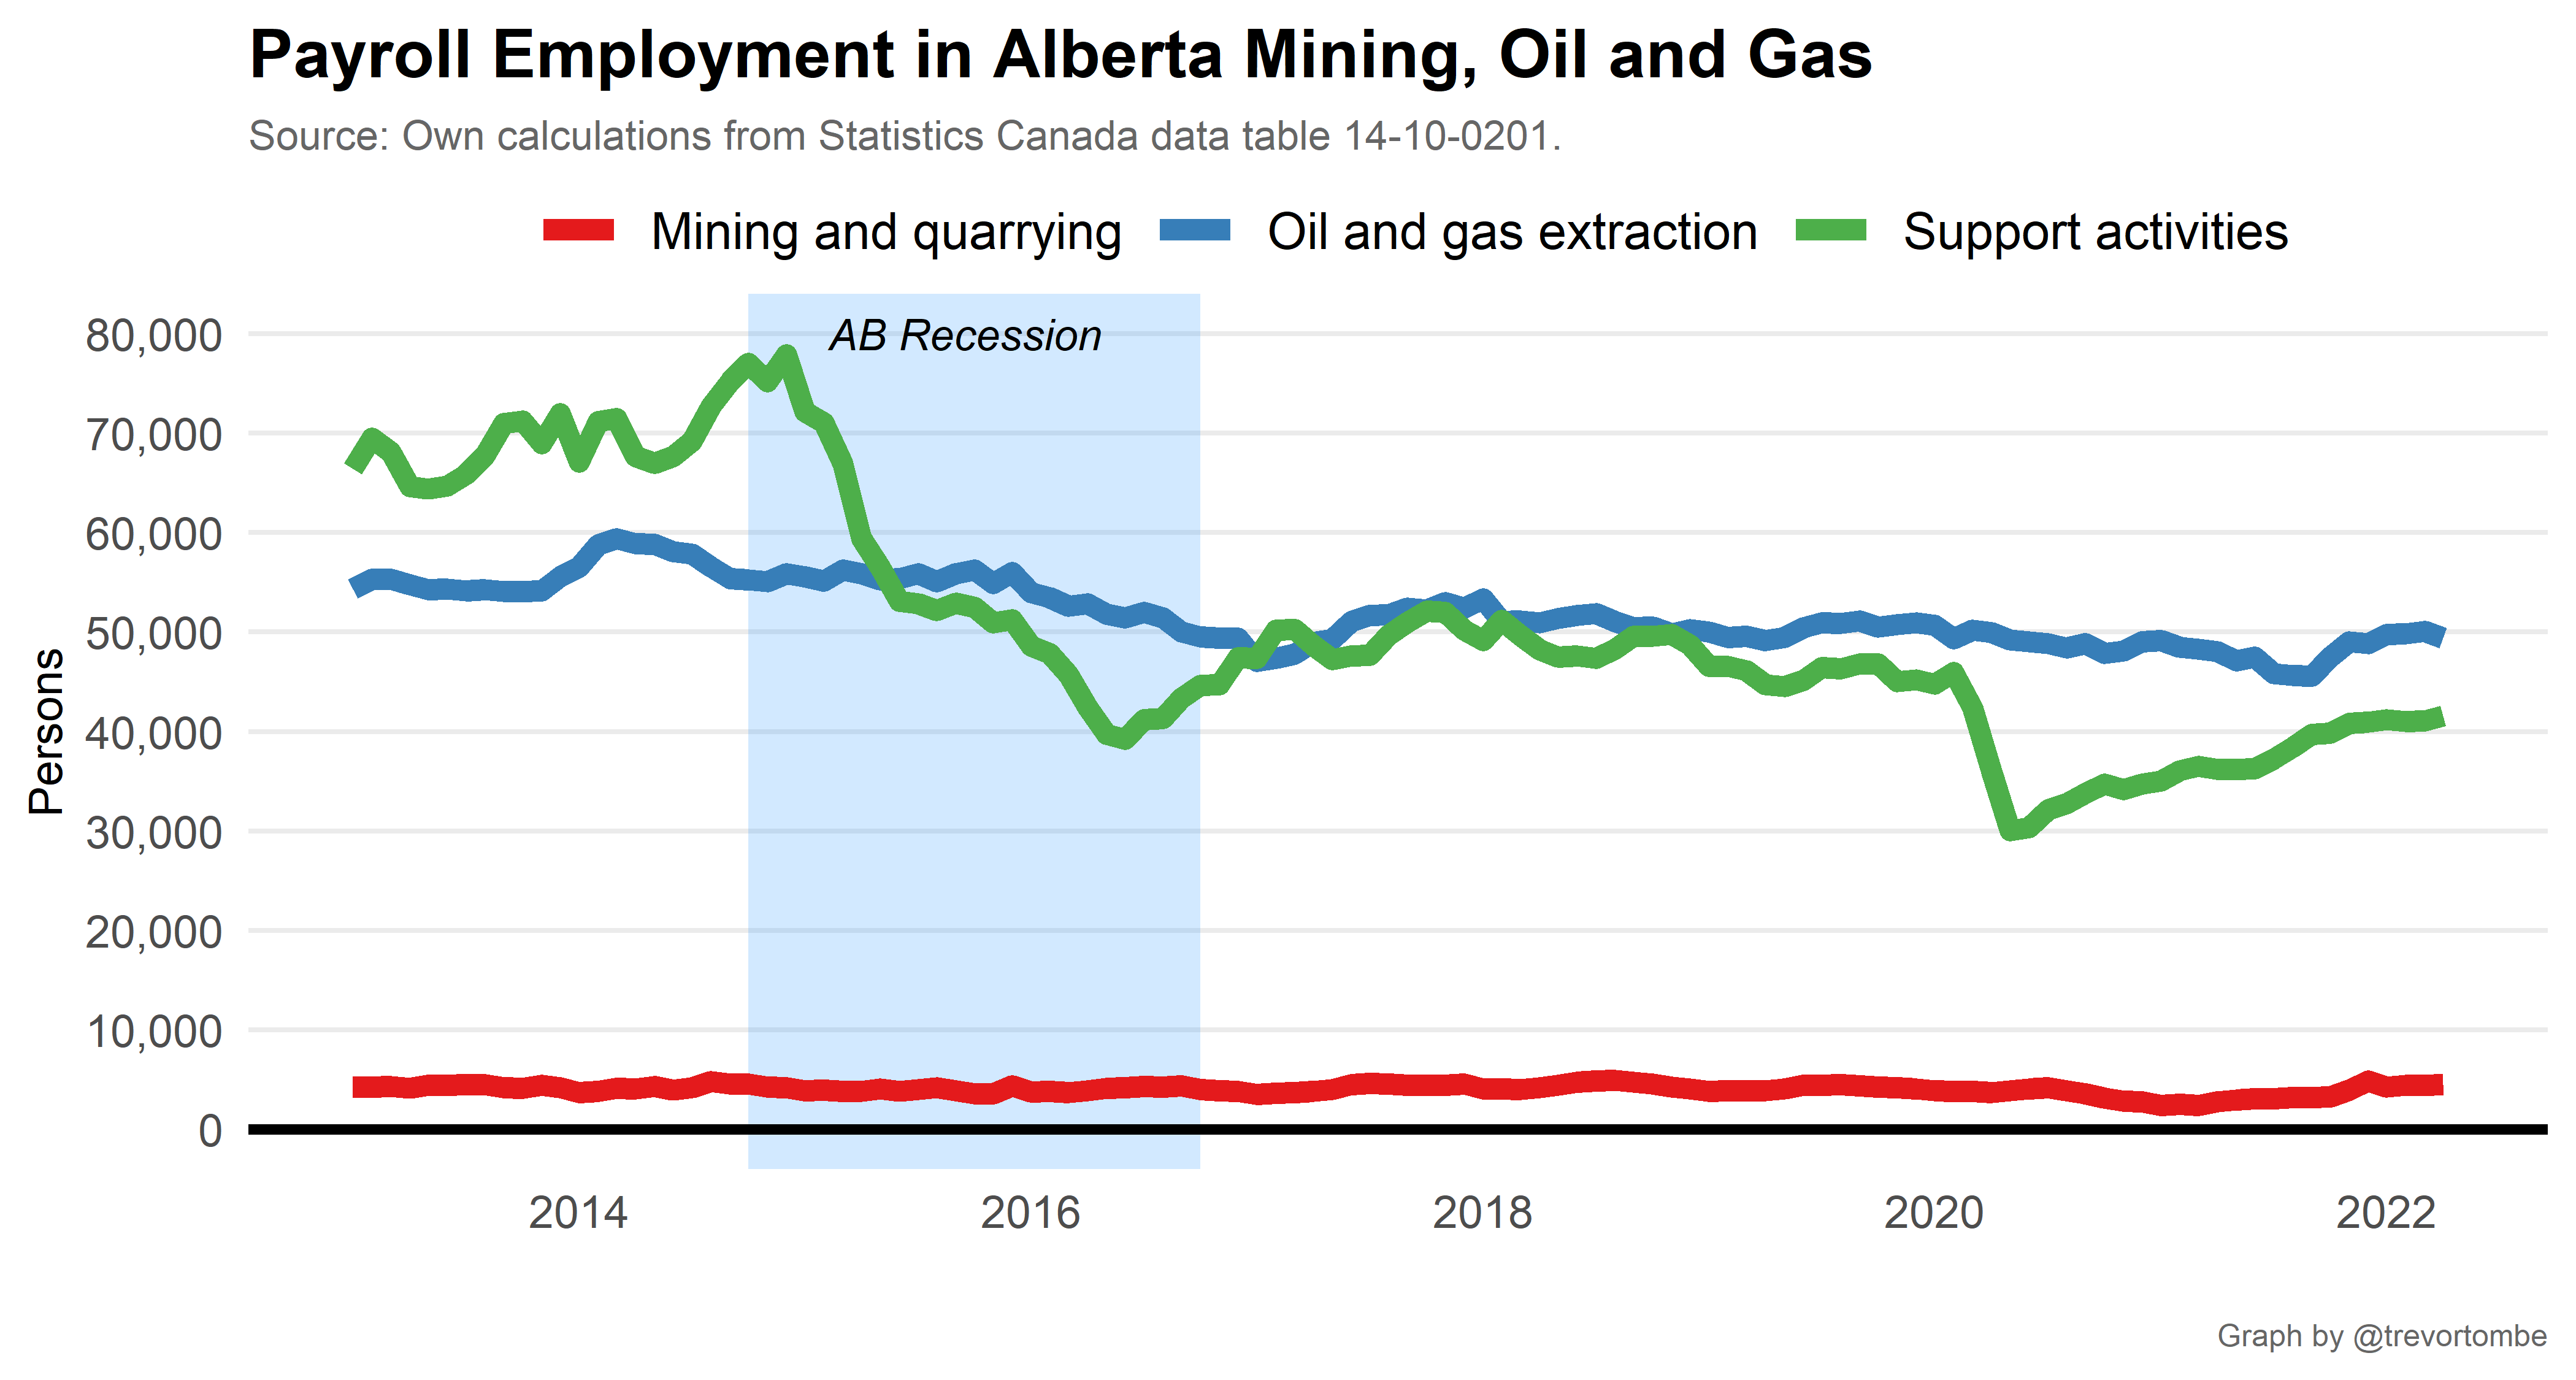 Payroll Employment in Alberta Mining, Oil and Gas
Source: Own calculations from Statistics Canada data table 14-10-0201.
Mining and quarrying Oil and gas extraction Support activities
AB Recession
80,000
70,000
60,000
50,000
40,000
30,000
20,000
10,000
0
Persons
2014 2016 2018 2020 2022
Graph by @trevortombe